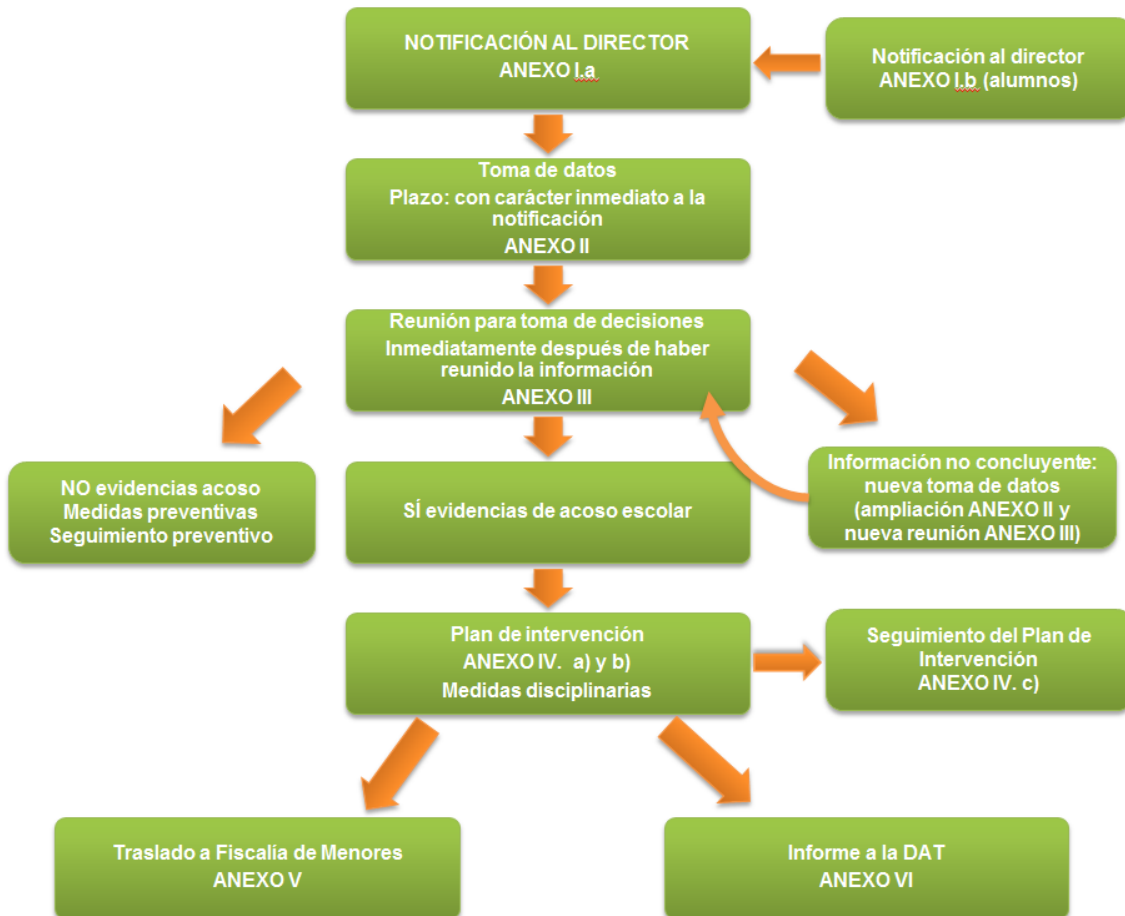 NOTIFICACIÓN AL DIRECTOR
ANEXO I.a
Notificación al director
ANEXO I.b (alumnos)
Toma de datos
Plazo: con carácter inmediato a la
notificación
ANEXO II
Reunión para toma de decisiones
Inmediatamente después de haber
reunido la información
ANEXO III
NO evidencias acoso
Medidas preventivas
Seguimiento preventivo
SÍ evidencias de acoso escolar
Información no concluyente:
nueva toma de datos
(ampliación ANEXO II y
nueva reunión ANEXO III)
Plan de intervención
ANEXO IV. a) y b)
Medidas disciplinarias
Seguimiento del Plan de
Intervención
ANEXO IV. c)
Traslado a Fiscalía de Menores
ANEXO V
Informe a la DAT
ANEXO VI